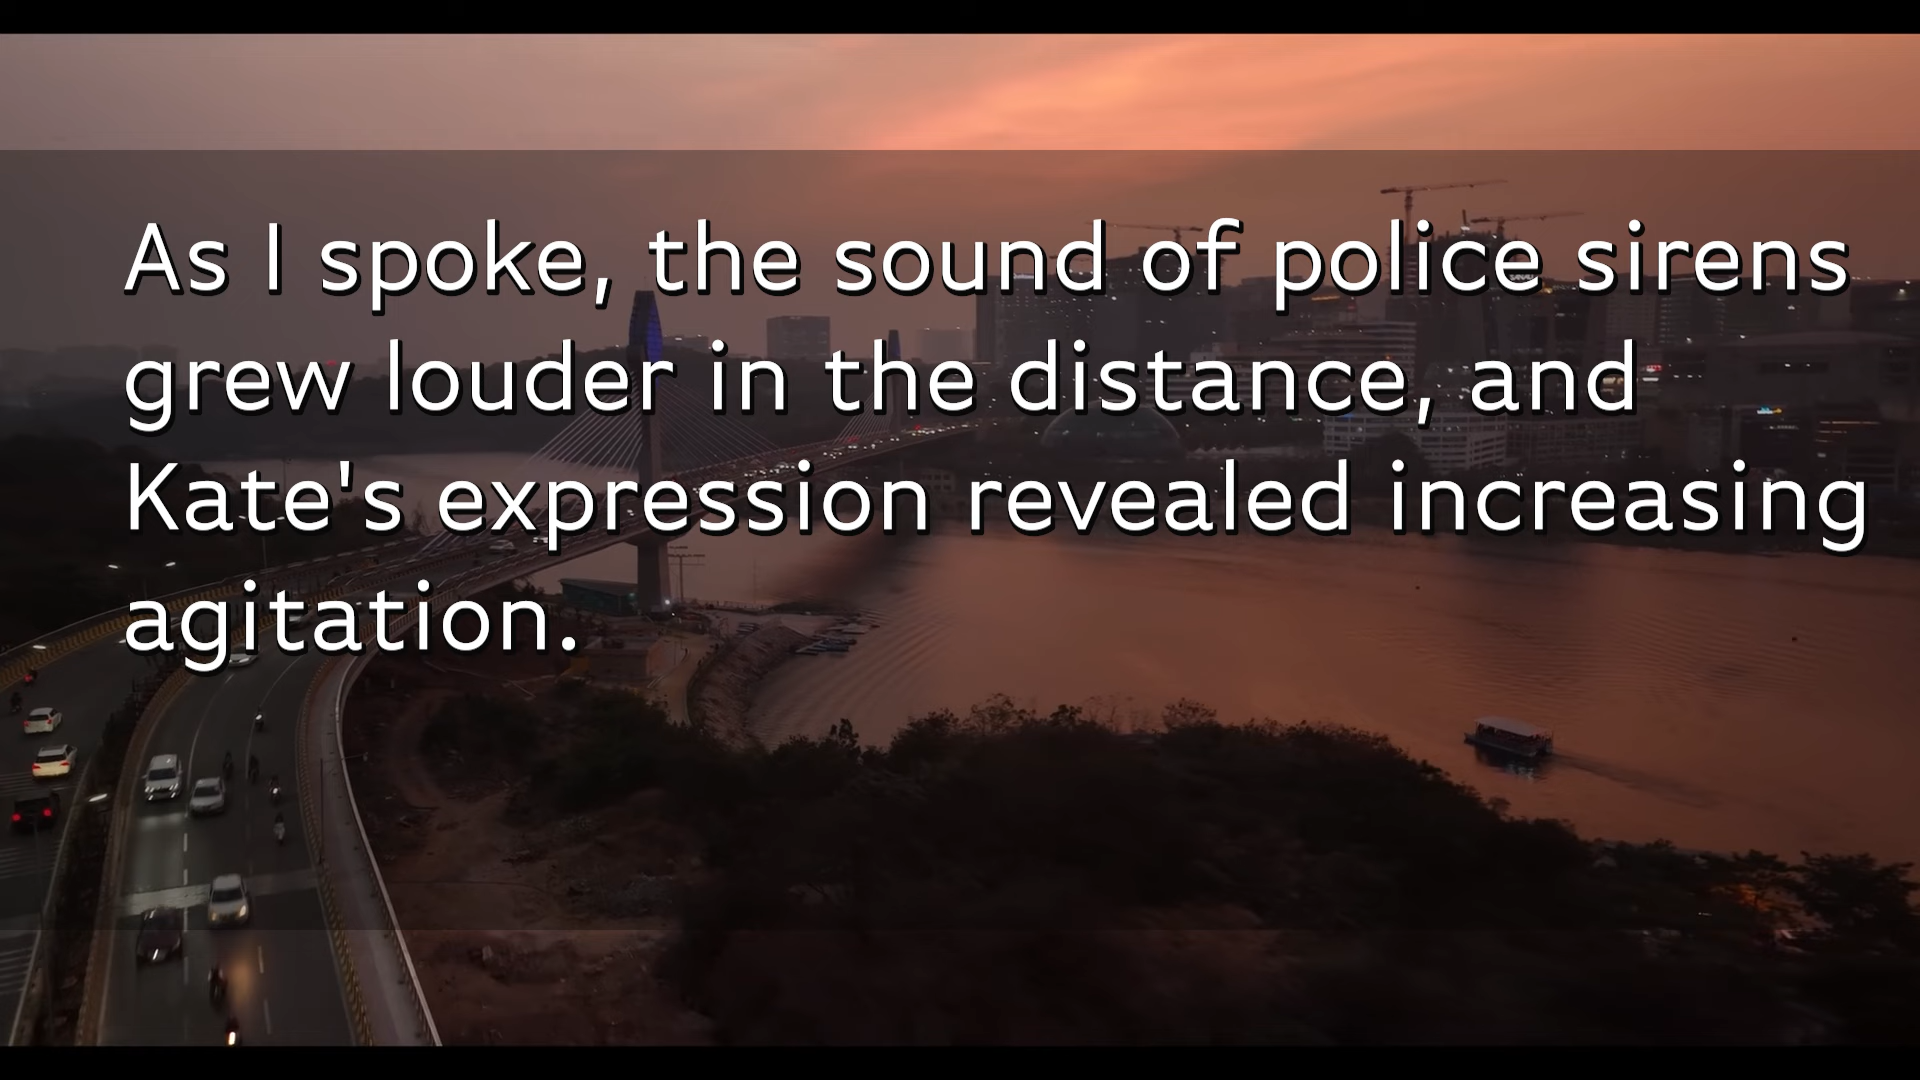 As I spoke, the sound of police sirens
grew louder in the distance, and
Kate's expression revealed increasing
agitation.